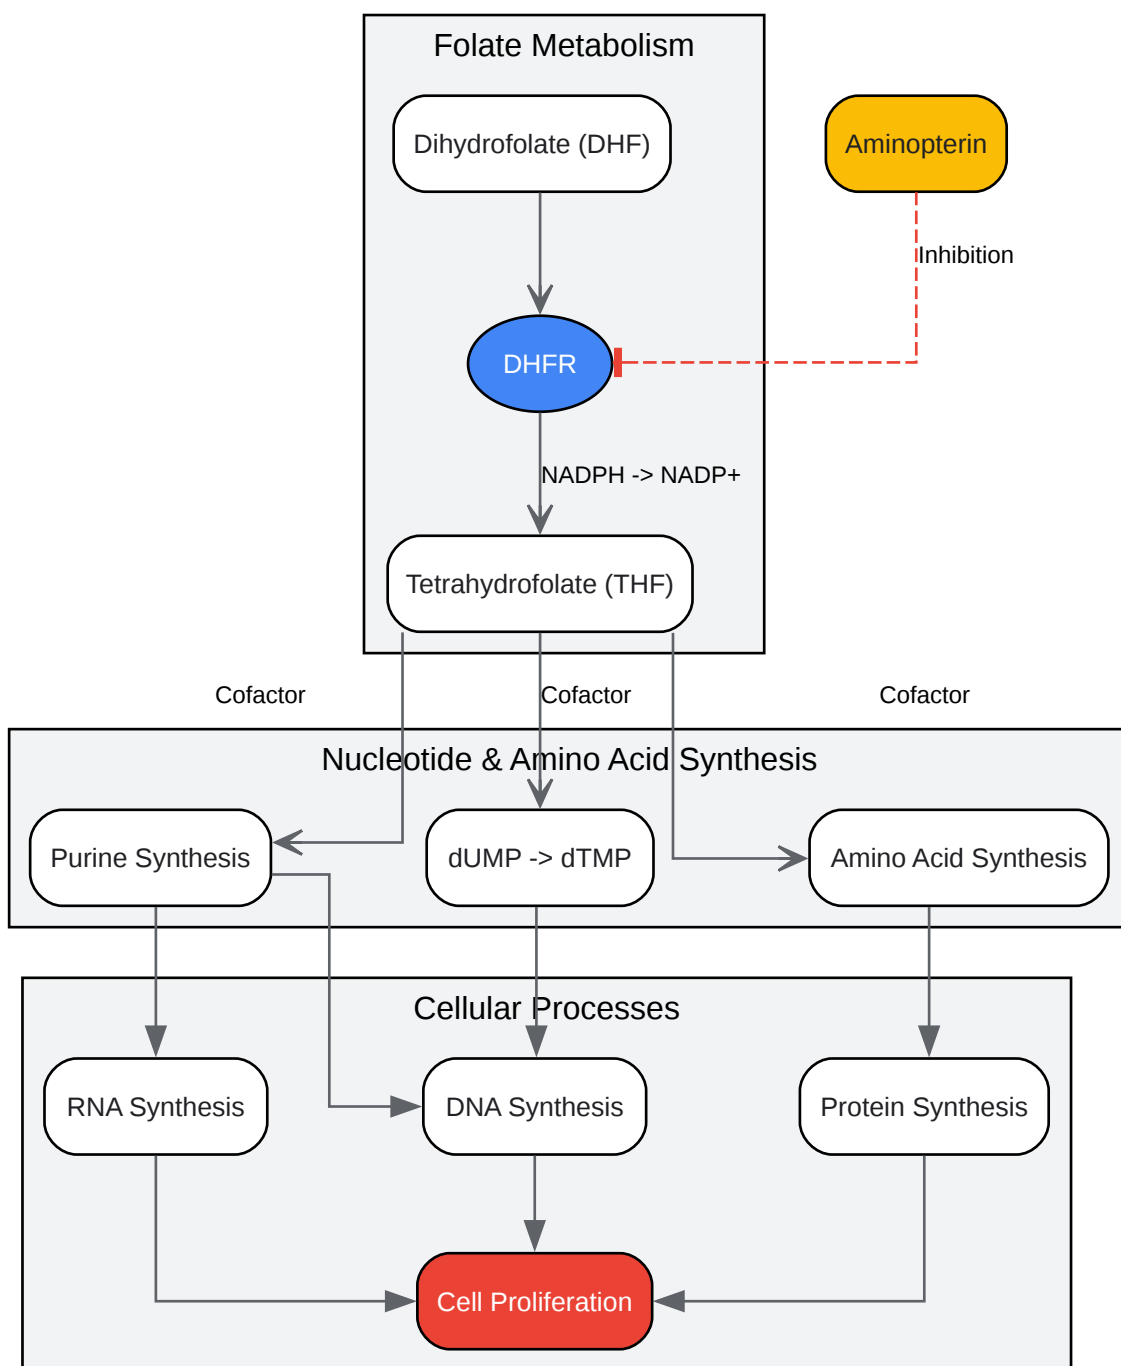 Folate Metabolism
Dihydrofolate (DHF)
Aminopterin
Inhibition
DHFR
NADPH -> NADP+
Tetrahydrofolate (THF)
Cofactor
Cofactor
Cofactor
Nucleotide & Amino Acid Synthesis
Purine Synthesis
dUMP -> dTMP
Amino Acid Synthesis
Cellular Processes
RNA Synthesis
DNA Synthesis
Protein Synthesis
Cell Proliferation